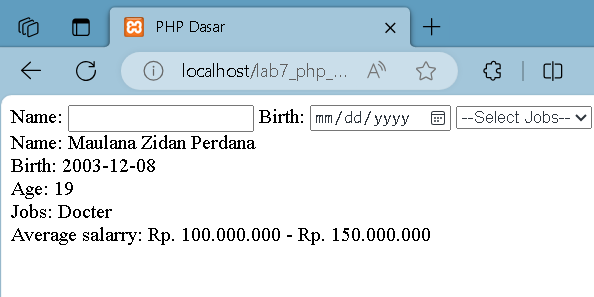 PHP Dasar
localhost/lab7_php_...
Name: Birth: mm/dd/yyyy --Select Jobs--
Name: Maulana Zidan Perdana
Birth: 2003-12-08
Age: 19
Jobs: Docter
Average salarry: Rp. 100.000.000 - Rp. 150.000.000